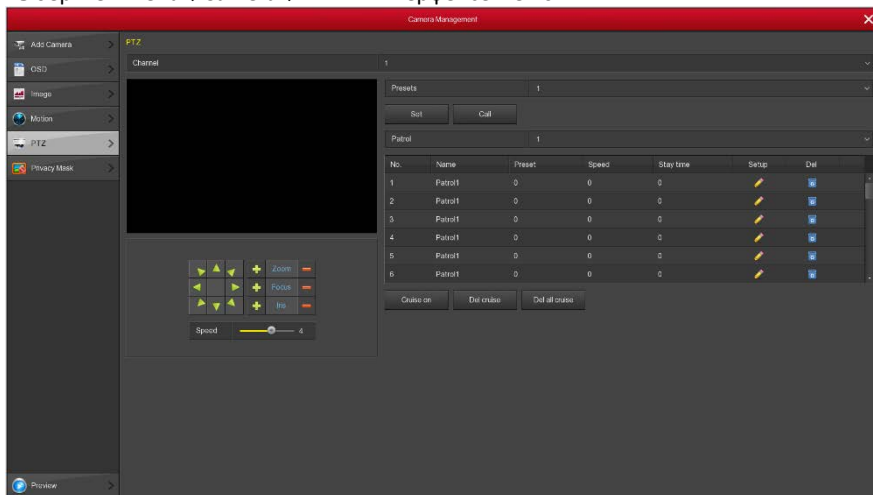 Camera Management
Add Camera
OSD
Image
Motion
PTZ
Privacy Mask
Preview
PTZ
Channel 1
Presets 1
Set Call
Patrol 1
No. Name Preset Speed Stay time Setup Del
1 Patrol1 0 0 0
2 Patrol1 0 0 0
3 Patrol1 0 0 0
4 Patrol1 0 0 0
5 Patrol1 0 0 0
6 Patrol1 0 0 0
Cruise on Del cruise Del all cruise
Zoom
Focus
Iris
Speed 4